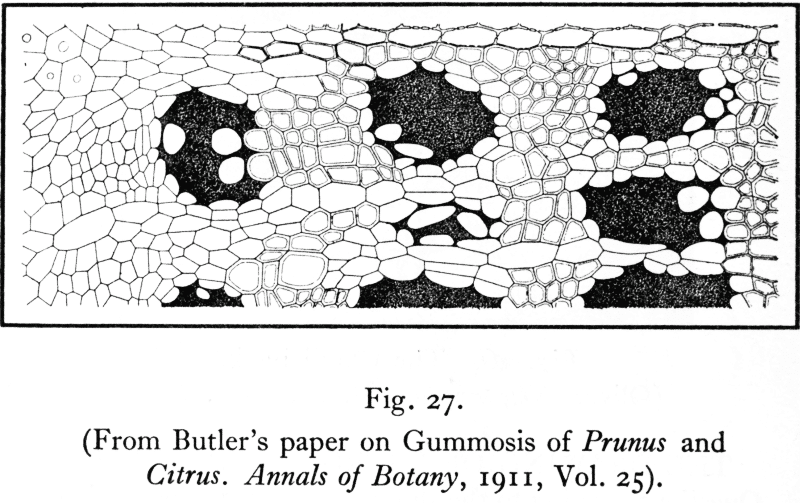 Fig. 27.
(From Butler's paper on Gummosis of Prunus and
Citrus. Annals of Botany, 1911, Vol. 25).